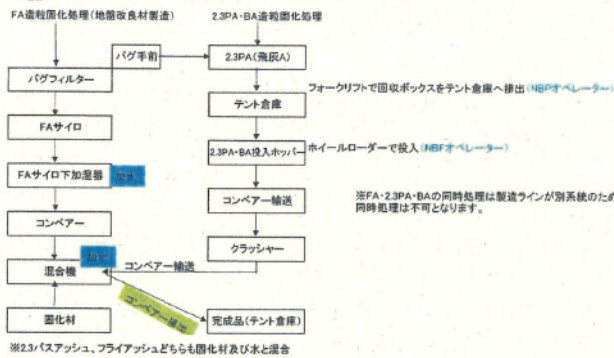 FA造粒固化処理(地盤改良材製造)
2.3PA・BA造粒固化処理
バグ手前
2.3PA(飛灰A)
バグフィルター
フォークリフトで回収ボックスをテント倉庫へ排出(NBPオペレーター)
テント倉庫
FAサイロ
2.3PA・BA投入ホッパー
ホイールローダーで投入(NBFオペレーター)
FAサイロ下加湿器
コンベアー輸送
※FA・2.3PA・BAの同時処理は製造ラインが別系統のため
同時処理は不可となります。
コンベアー
クラッシャー
コンベアー輸送
混合機
コンベアー排出
固化材
完成品(テント倉庫)
※2.3パスアッシュ、フライアッシュどちらも固化材及び水と混合